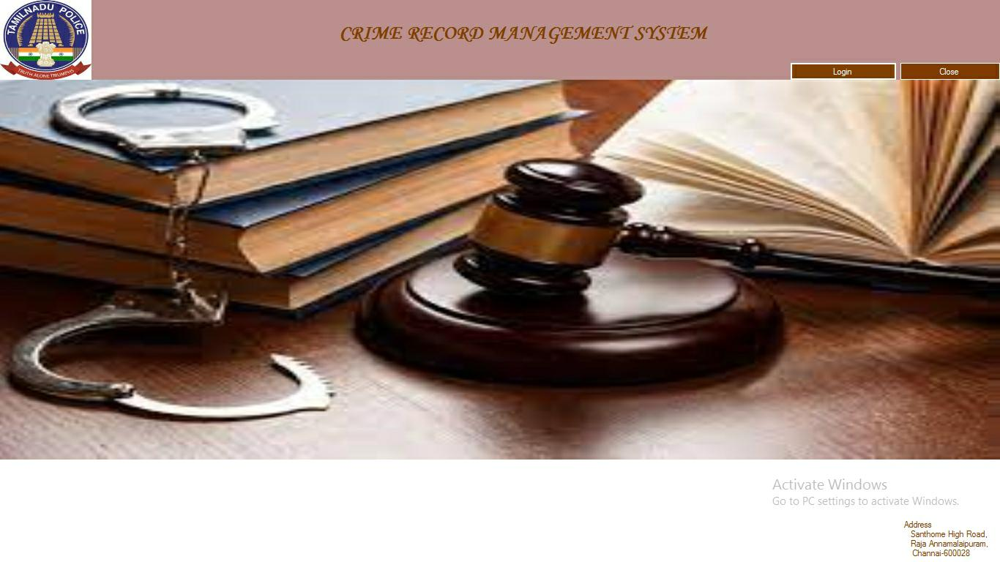 TAMILNADU POLICE
TRUTH ALONE TRIUMPHS
CRIME RECORD MANAGEMENT SYSTEM
Login
Close
Activate Windows
Go to PC settings to activate Windows.
Address
Santhome High Road,
Raja Annamalaipuram,
Channai-600028